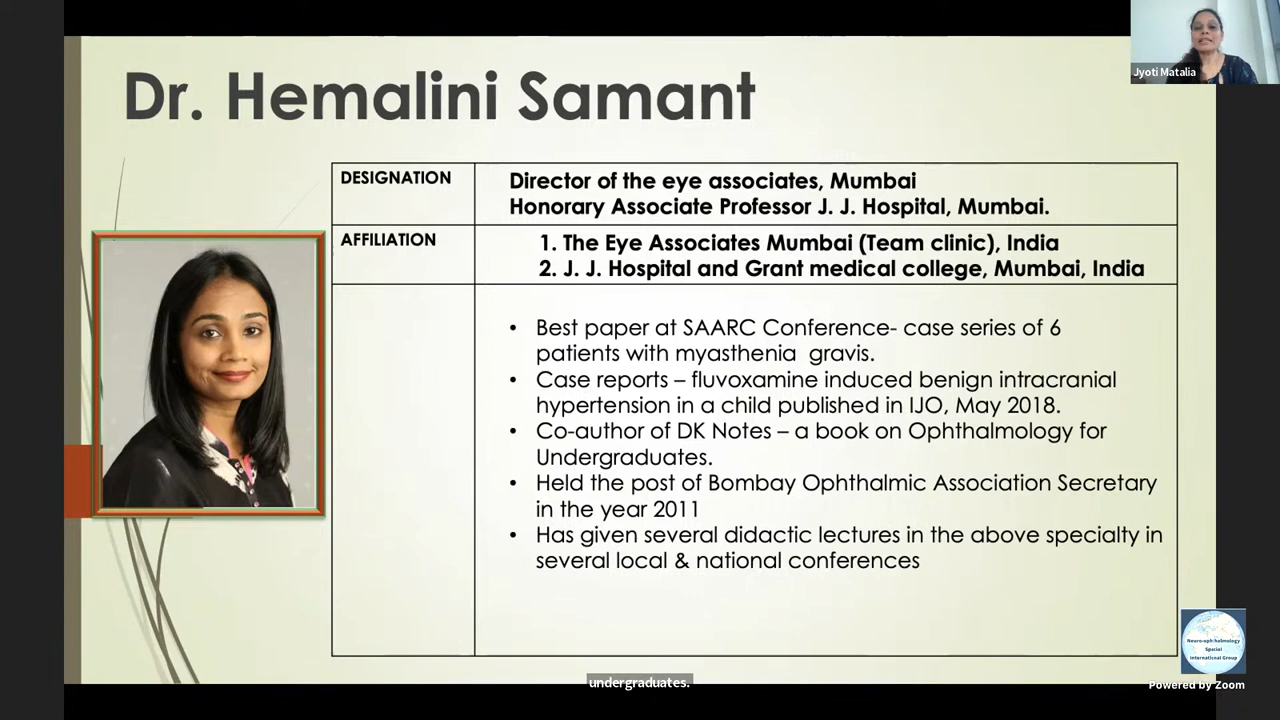 Dr. Hemalini Samant
Jyoti Matalia
DESIGNATION
Director of the eye associates, Mumbai
Honorary Associate Professor J. J. Hospital, Mumbai.
AFFILIATION
1. The Eye Associates Mumbai (Team clinic), India
2. J. J. Hospital and Grant medical college, Mumbai, India
• Best paper at SAARC Conference- case series of 6
patients with myasthenia gravis.
• Case reports – fluvoxamine induced benign intracranial
hypertension in a child published in IJO, May 2018.
• Co-author of DK Notes – a book on Ophthalmology for
Undergraduates.
• Held the post of Bombay Ophthalmic Association Secretary
in the year 2011
• Has given several didactic lectures in the above specialty in
several local & national conferences
Neuro-ophthalmology
Special
International Group
undergraduates.
Powered by Zoom